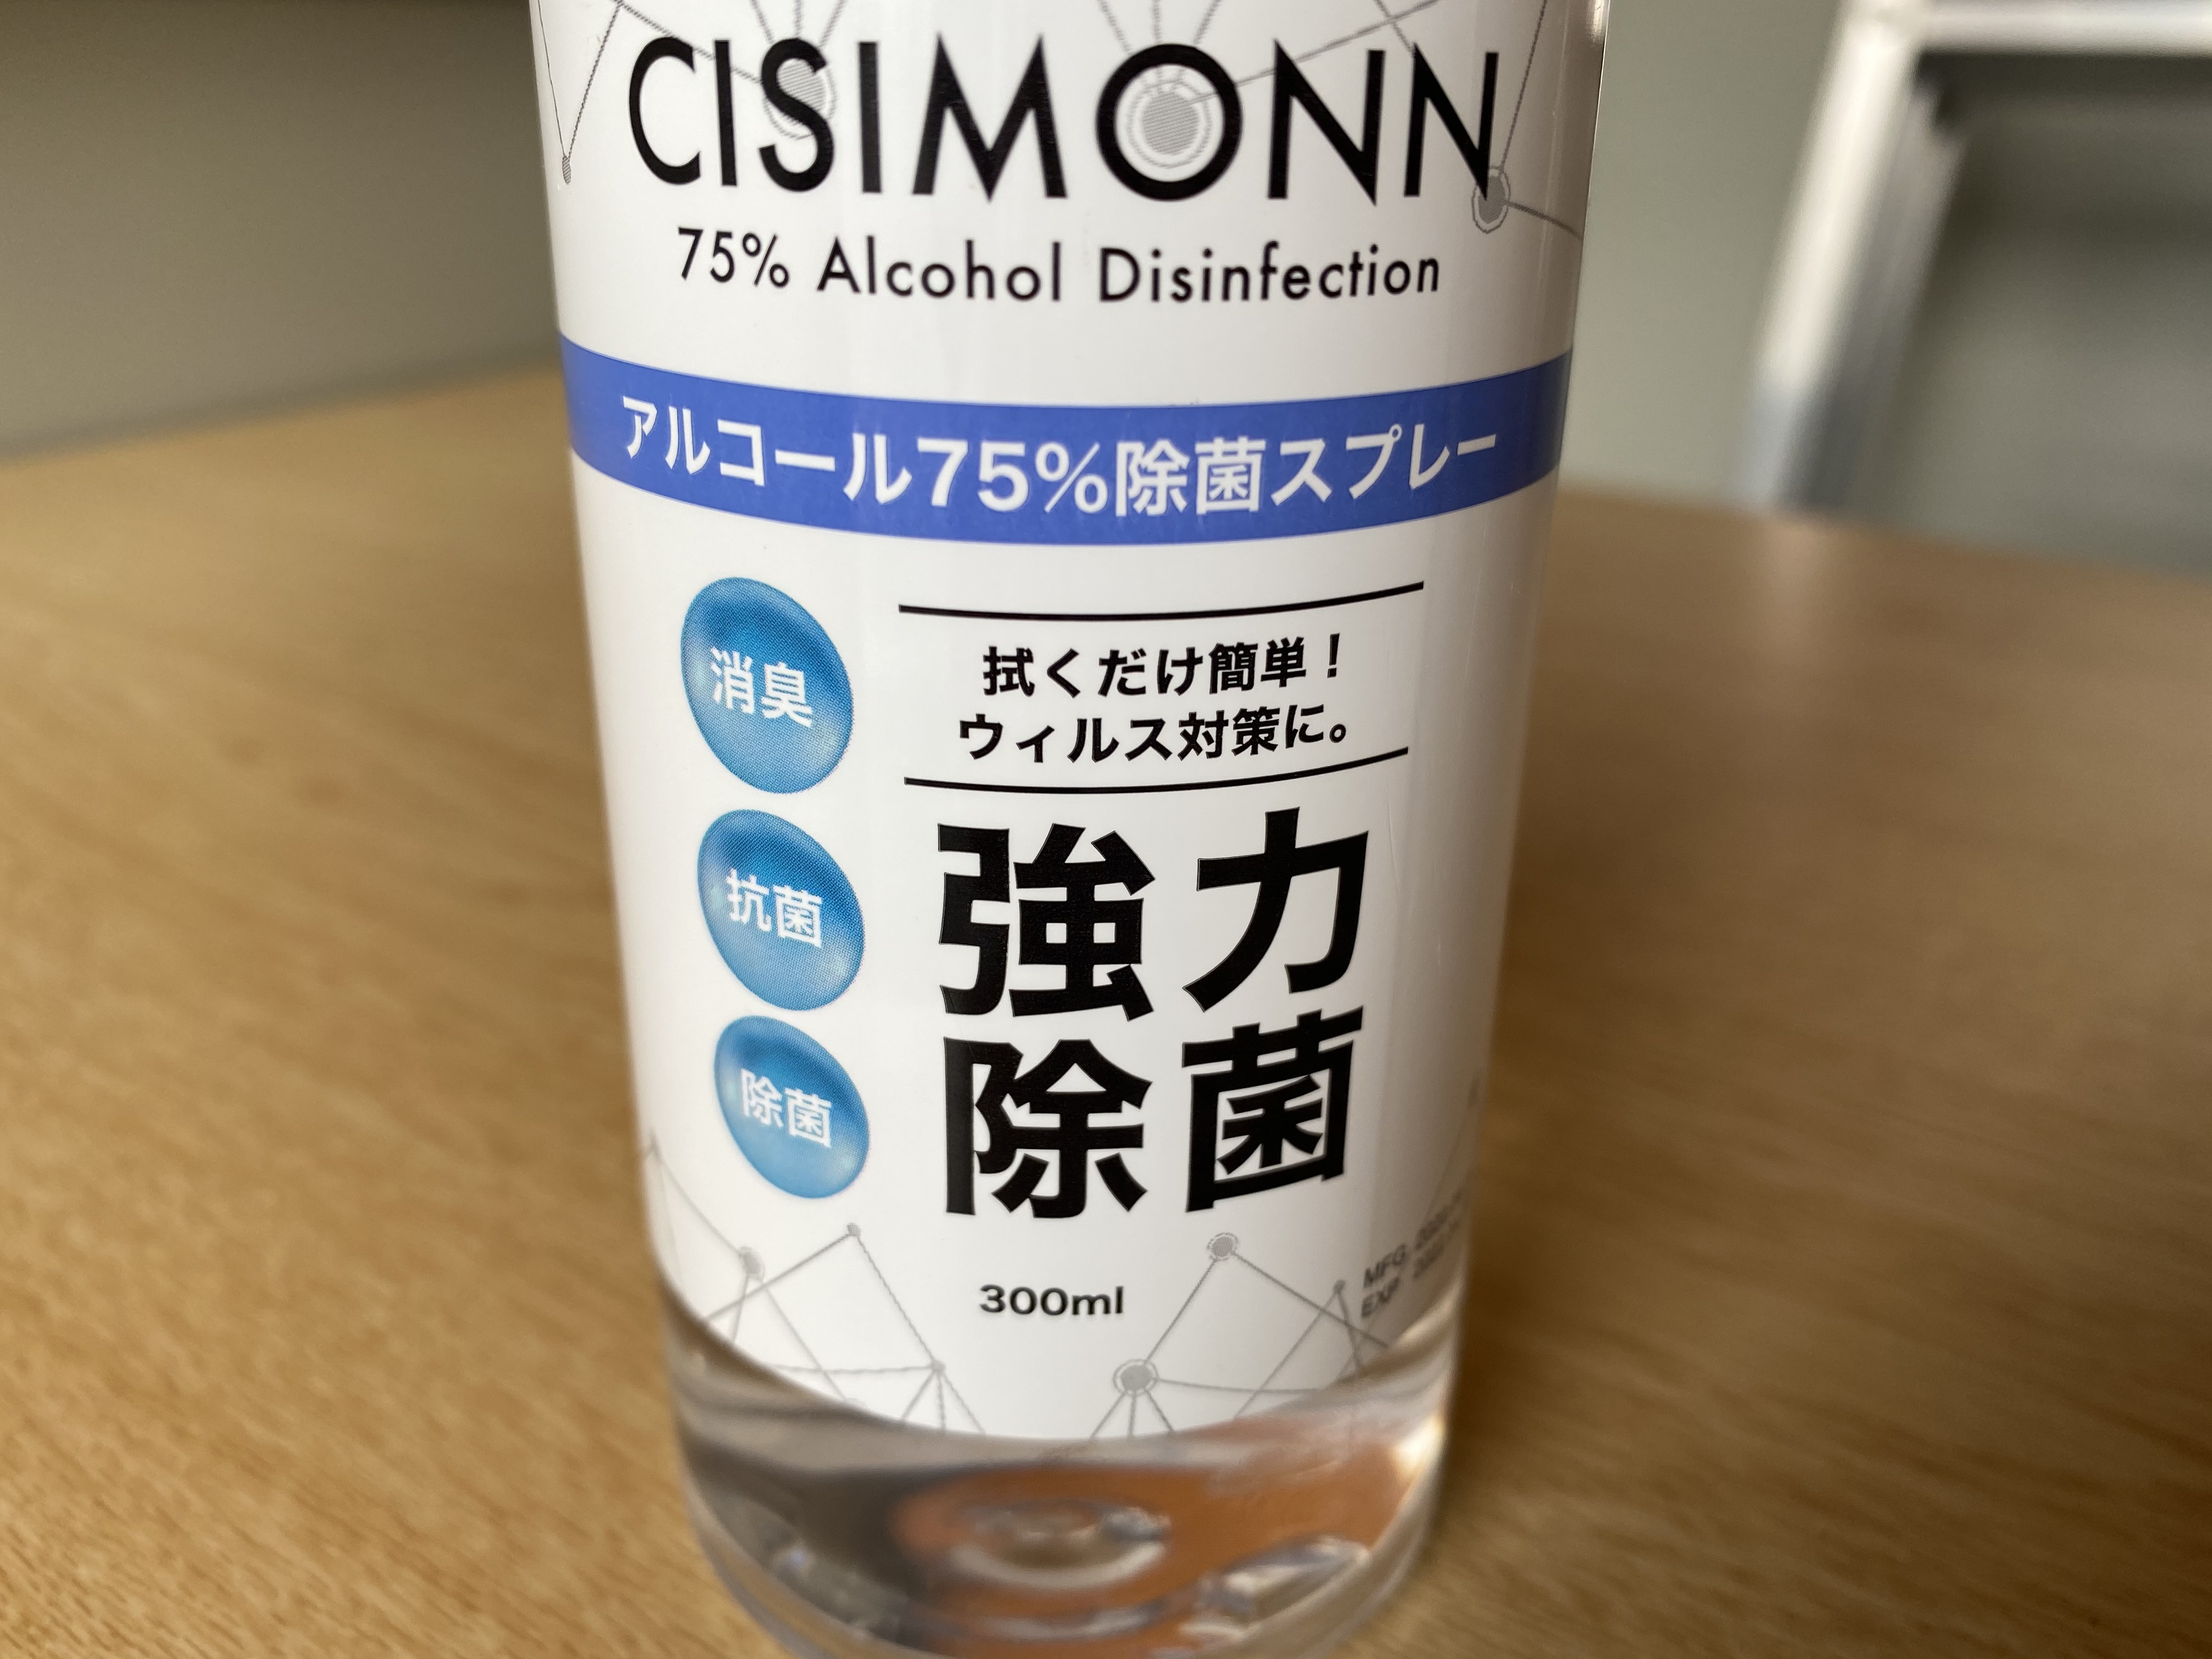 CISIMONN
75% Alcohol Disinfection
アルコール75%除菌スプレー
消臭
抗菌
除菌
拭くだけ簡単！
ウィルス対策に。
強力
除菌
300ml
MFG.
EXP.